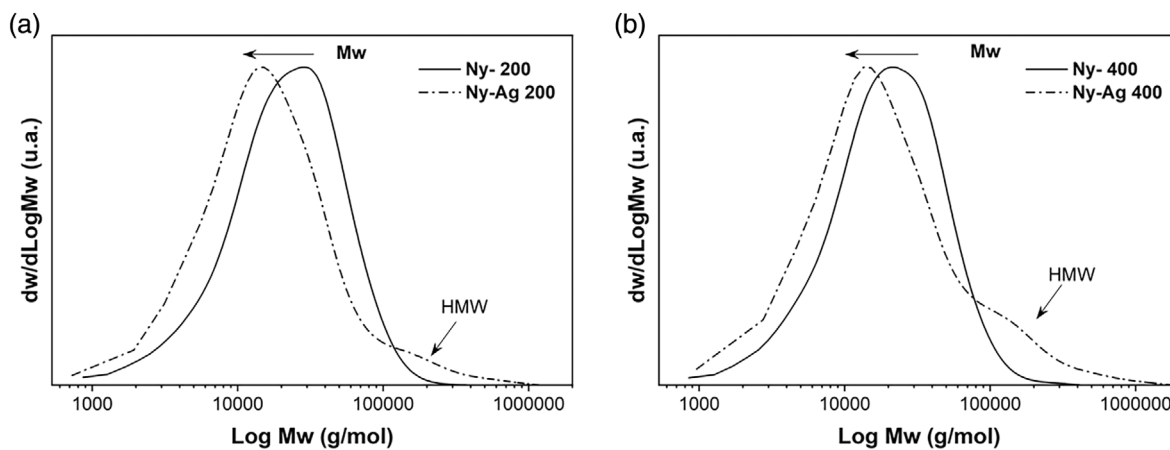 (a)
Mw
Ny- 200
Ny-Ag 200
HMW
dw/dLogMw (u.a.)
1000 10000 100000 1000000
Log Mw (g/mol)
(b)
Mw
Ny- 400
Ny-Ag 400
HMW
dw/dLogMw (u.a.)
1000 10000 100000 1000000
Log Mw (g/mol)